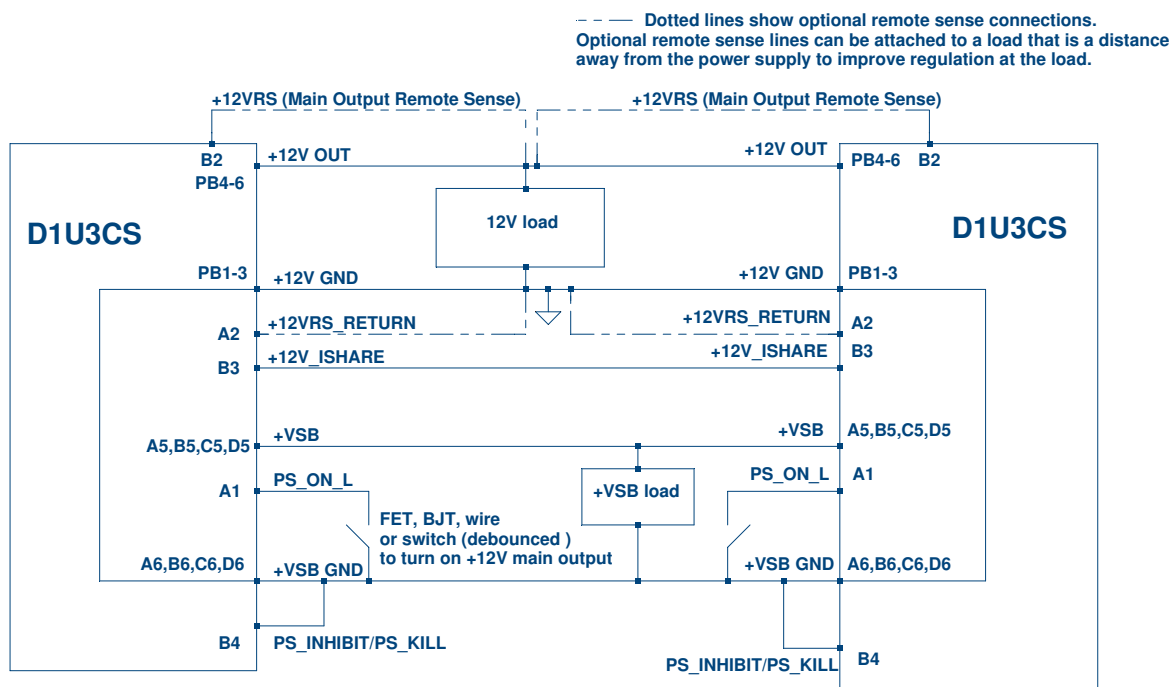 Dotted lines show optional remote sense connections.
Optional remote sense lines can be attached to a load that is a distance
away from the power supply to improve regulation at the load.
+12VRS (Main Output Remote Sense)
+12VRS (Main Output Remote Sense)
B2
+12V OUT
+12V OUT
PB4-6
B2
PB4-6
D1U3CS
12V load
D1U3CS
PB1-3
+12V GND
+12V GND
PB1-3
A2
+12VRS_RETURN
+12VRS_RETURN
A2
B3
+12V_ISHARE
+12V_ISHARE
B3
A5,B5,C5,D5
+VSB
+VSB
A5,B5,C5,D5
A1
PS_ON_L
+VSB load
PS_ON_L
A1
FET, BJT, wire
or switch (debounced )
to turn on +12V main output
A6,B6,C6,D6
+VSB GND
+VSB GND
A6,B6,C6,D6
B4
PS_INHIBIT/PS_KILL
PS_INHIBIT/PS_KILL
B4